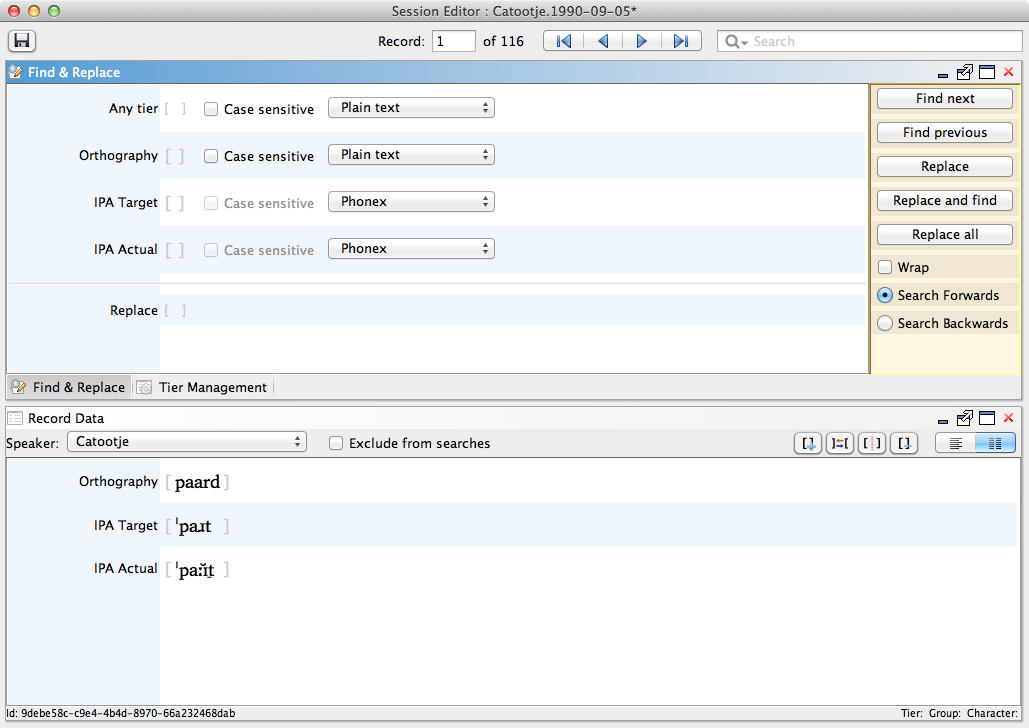 Session Editor : Catootje.1990-09-05*
Record: 1 of 116 Search
Find & Replace
Any tier [ ] Case sensitive Plain text
Orthography [ ] Case sensitive Plain text
IPA Target [ ] Case sensitive Phonex
IPA Actual [ ] Case sensitive Phonex
Replace [ ]
Find next
Find previous
Replace
Replace and find
Replace all
Wrap
Search Forwards
Search Backwards
Find & Replace Tier Management
Record Data
Speaker: Catootje Exclude from searches
Orthography [ paard ]
IPA Target [ ˈpaɹt ]
IPA Actual [ ˈpaːĭt̪ ]
Id: 9debe58c-c9e4-4b4d-8970-66a232468dab Tier: Group: Character: